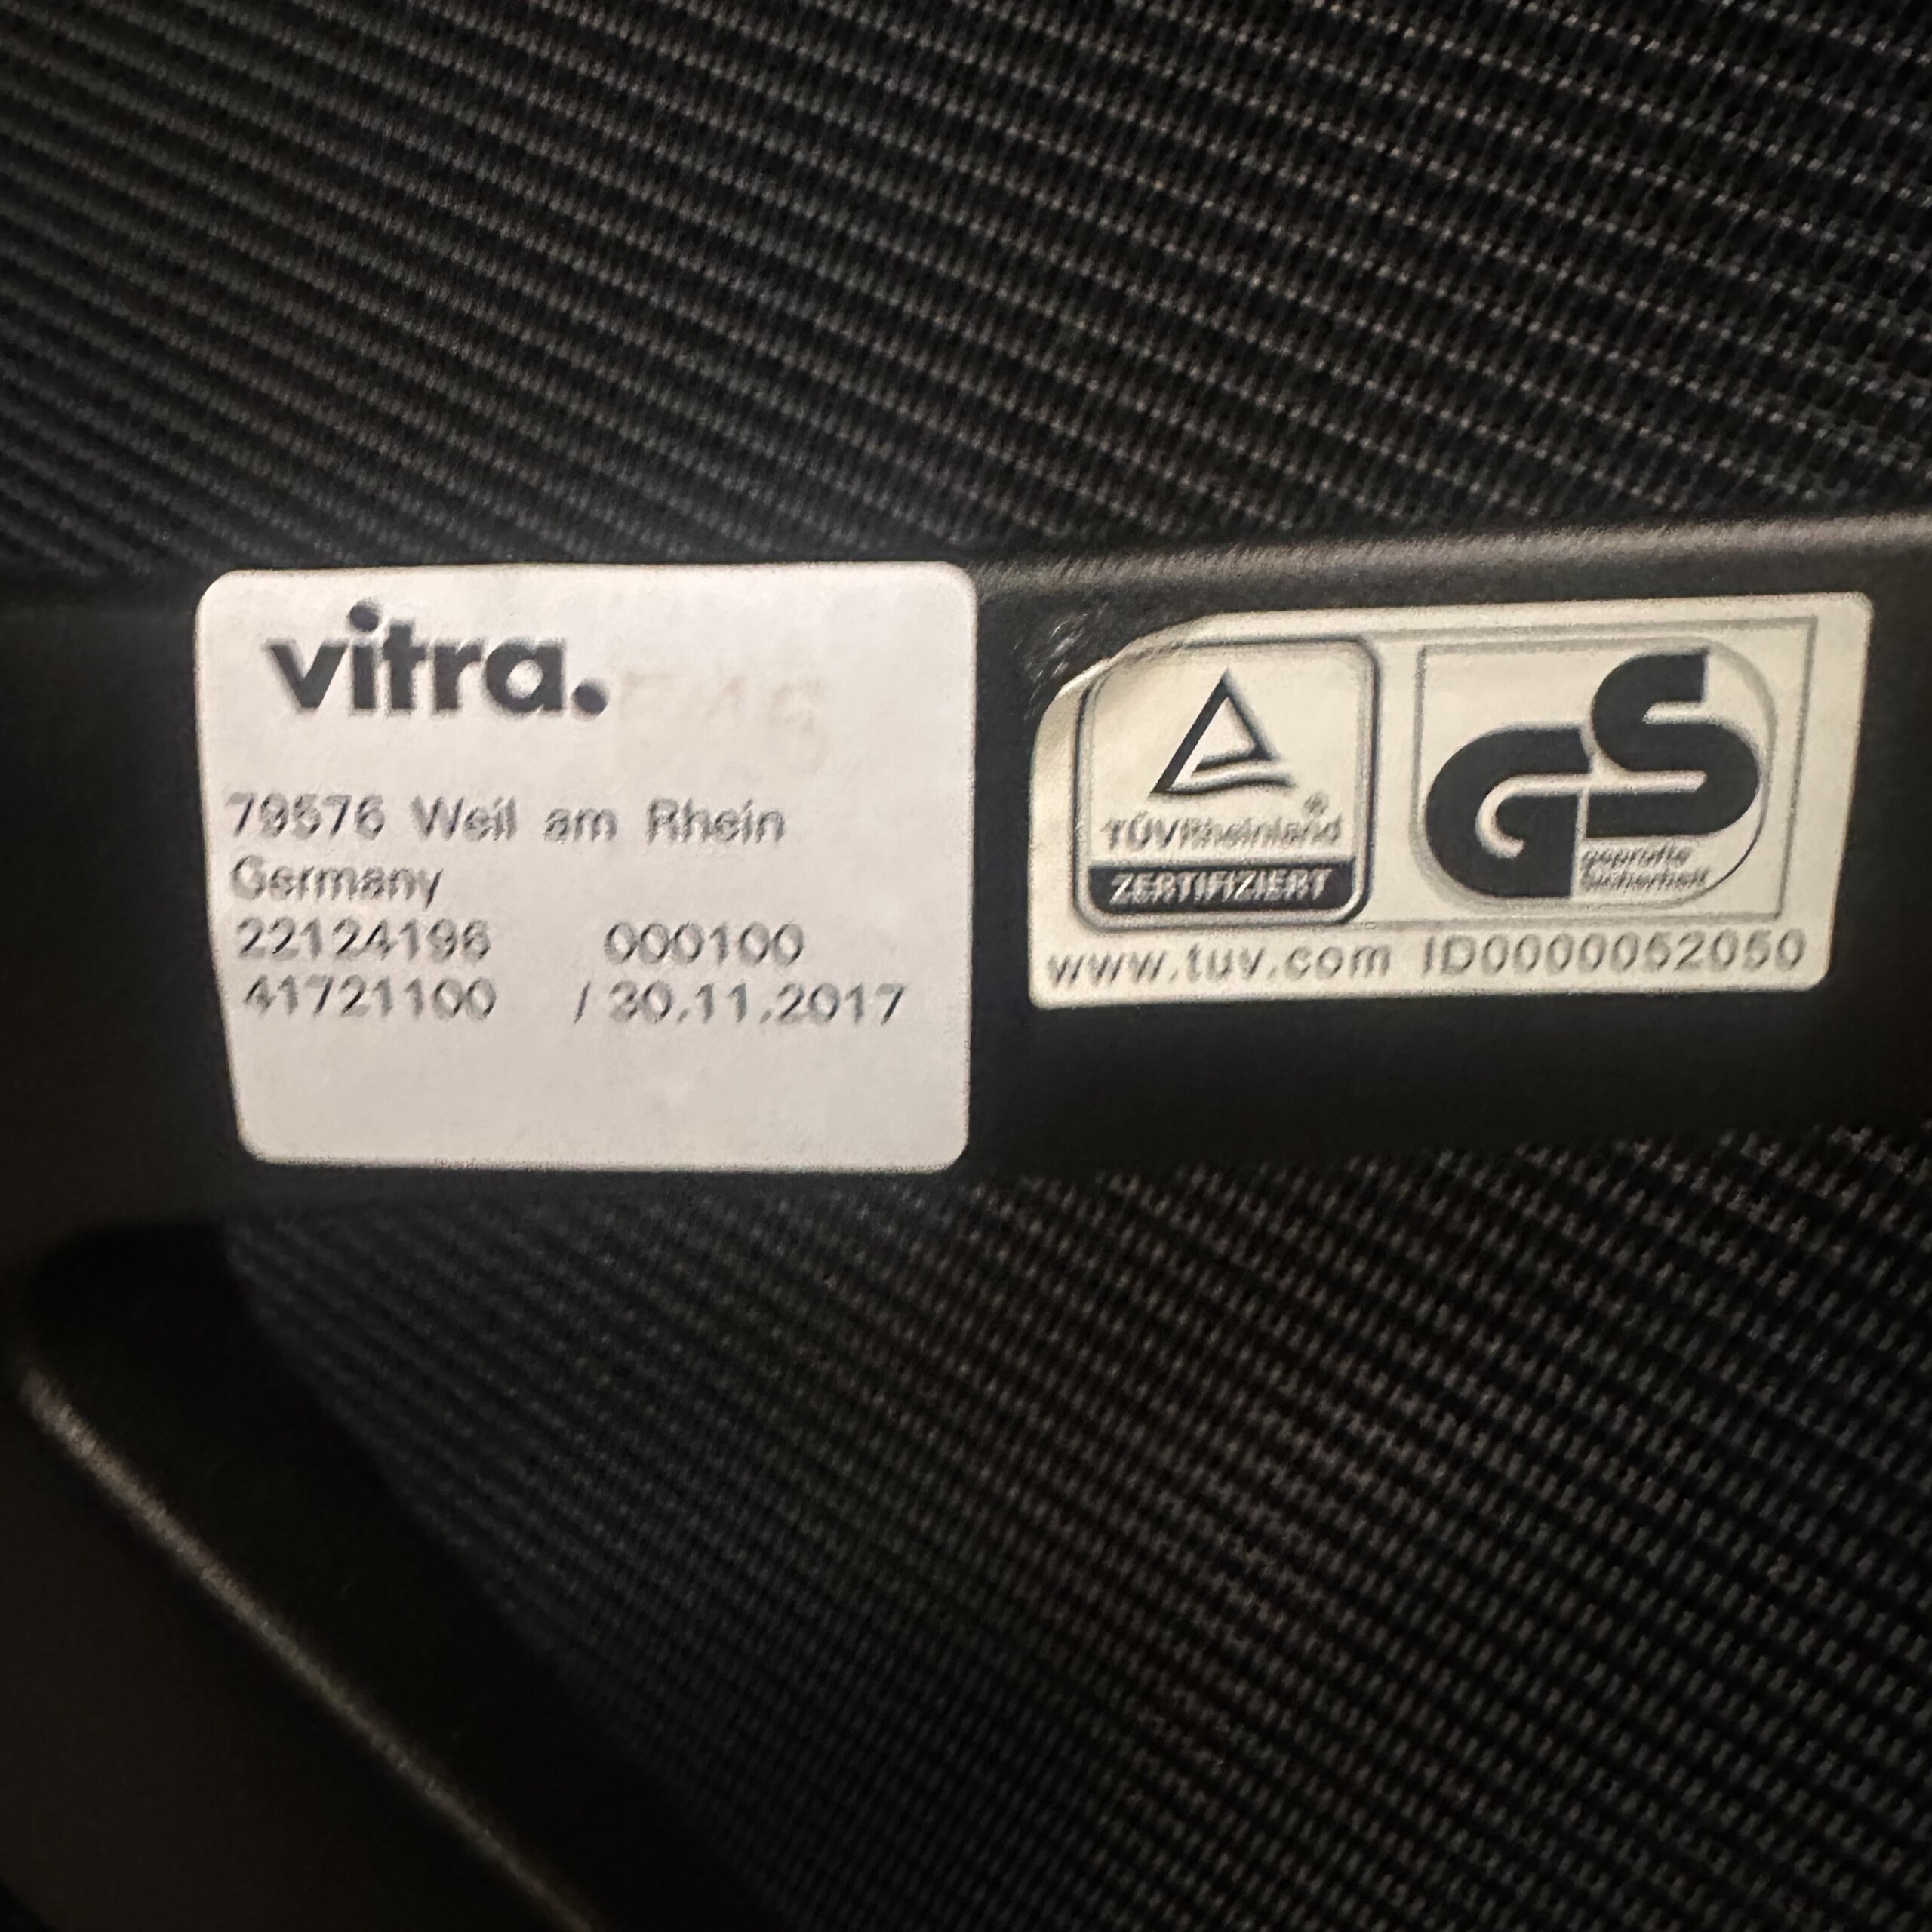 vitra.
79576 Weil am Rhein
Germany
22124196 000100
41721100 / 30.11.2017
®
TÜVRheinland
ZERTIFIZIERT
GS
geprüfte
Sicherheit
www.tuv.com ID0000052050